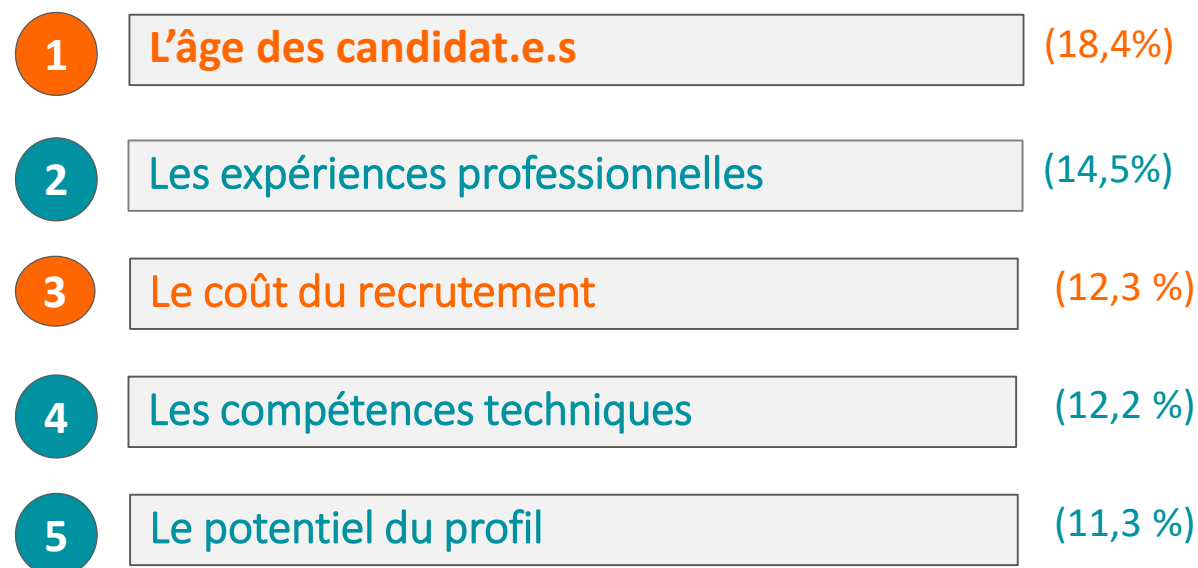 1 L'âge des candidat.e.s (18,4%)
2 Les expériences professionnelles (14,5%)
3 Le coût du recrutement (12,3 %)
4 Les compétences techniques (12,2 %)
5 Le potentiel du profil (11,3 %)